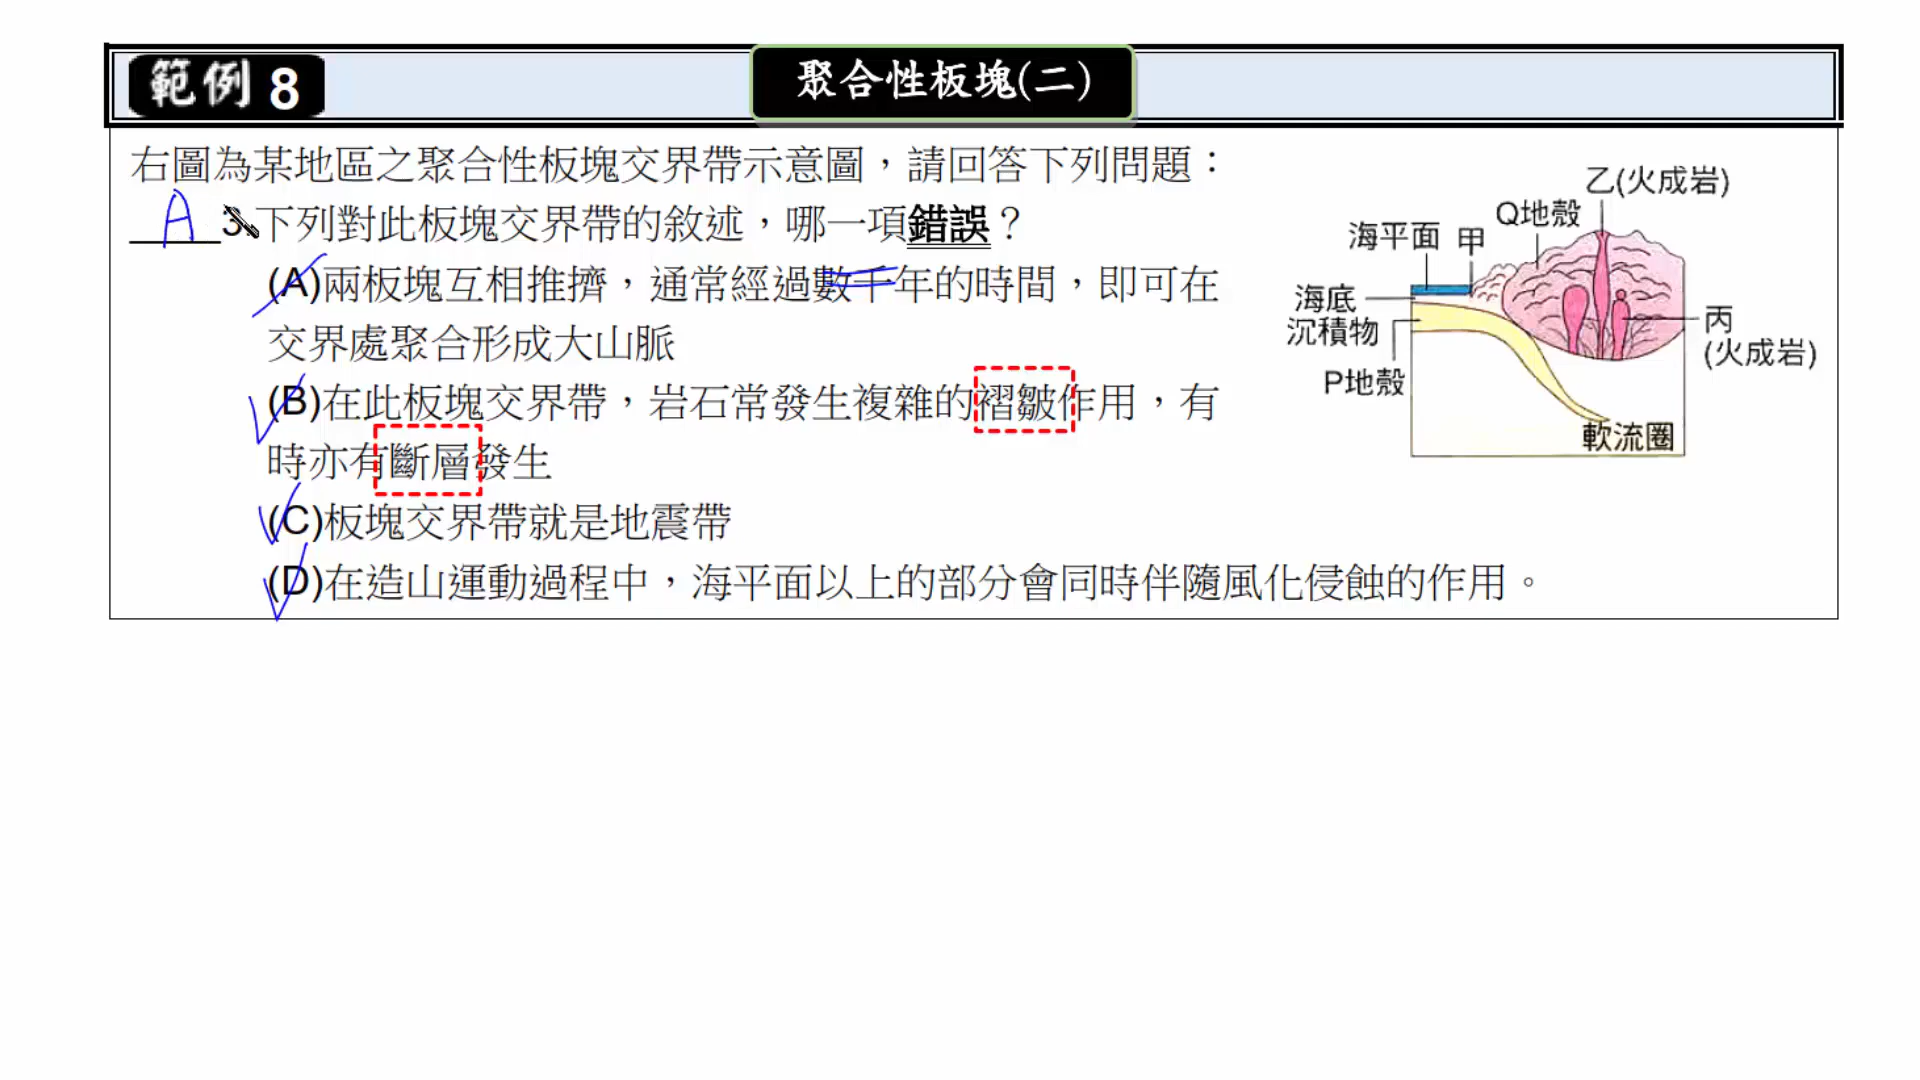 範例 8
聚合性板塊(二)
右圖為某地區之聚合性板塊交界帶示意圖，請回答下列問題：
A 3.下列對此板塊交界帶的敘述，哪一項錯誤？
(A)兩板塊互相推擠，通常經過數千年的時間，即可在
交界處聚合形成大山脈
(B)在此板塊交界帶，岩石常發生複雜的褶皺作用，有
時亦有斷層發生
(C)板塊交界帶就是地震帶
(D)在造山運動過程中，海平面以上的部分會同時伴隨風化侵蝕的作用。
乙(火成岩)
Q地殼
海平面 甲
海底
沉積物
丙
(火成岩)
P地殼
軟流圈